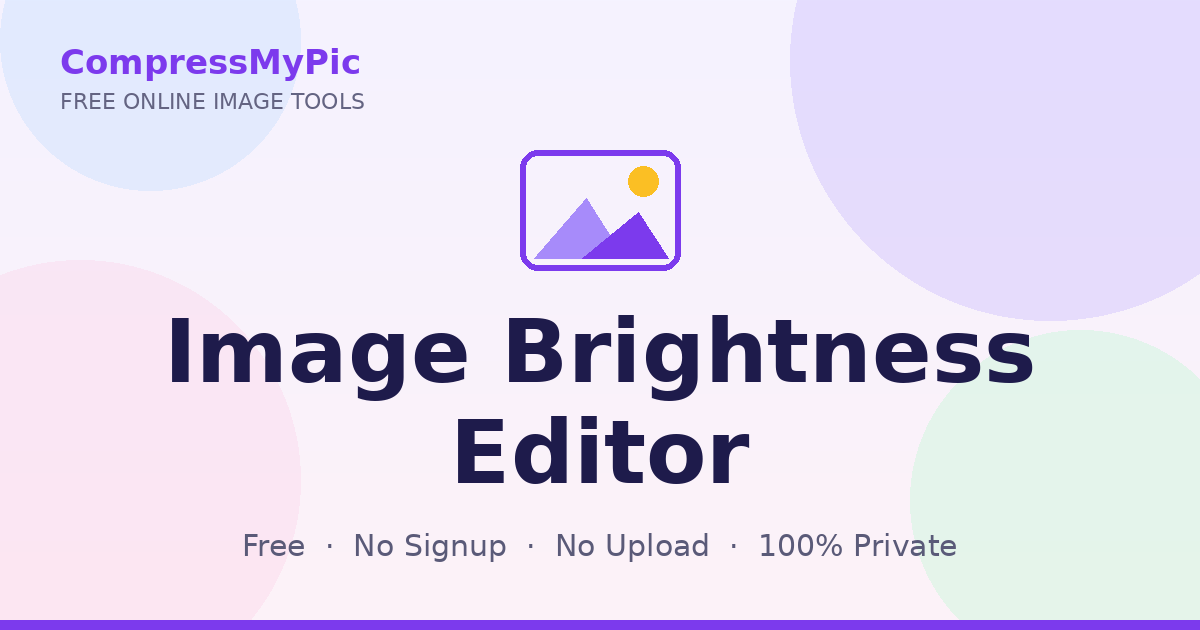 CompressMyPic
FREE ONLINE IMAGE TOOLS
Image Brightness
Editor
Free · No Signup · No Upload · 100% Private